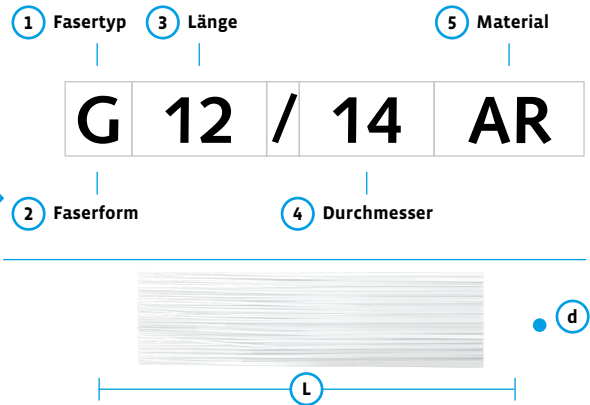 1 Fasertyp 3 Länge 5 Material
G 12 / 14 AR
2 Faserform 4 Durchmesser
d
L